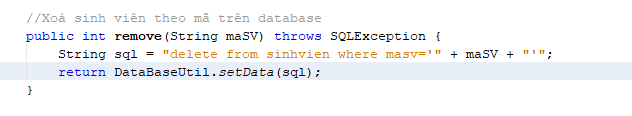 //Xoá sinh viên theo mã trên database
public int remove(String maSV) throws SQLException {
String sql = "delete from sinhvien where masv='" + maSV + "'";
return DataBaseUtil.setData(sql);
}